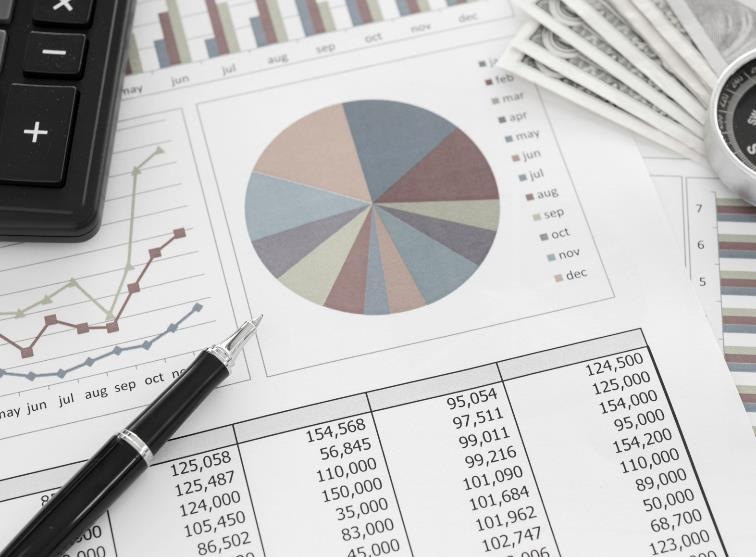 may jun jul aug sep oct nov dec
ja
feb
mar
apr
may
jun
jul
aug
sep
oct
nov
dec
7
6
5
may jun jul aug sep oct
124,500
95,054 125,000
154,568 97,511 154,000
125,058 56,845 99,011 95,000
125,487 110,000 99,216 154,200
124,000 150,000 101,090 110,000
105,450 35,000 101,684 89,000
86,502 83,000 101,962 50,000
45,000 102,747 68,700
123,000
+
−
×
SW